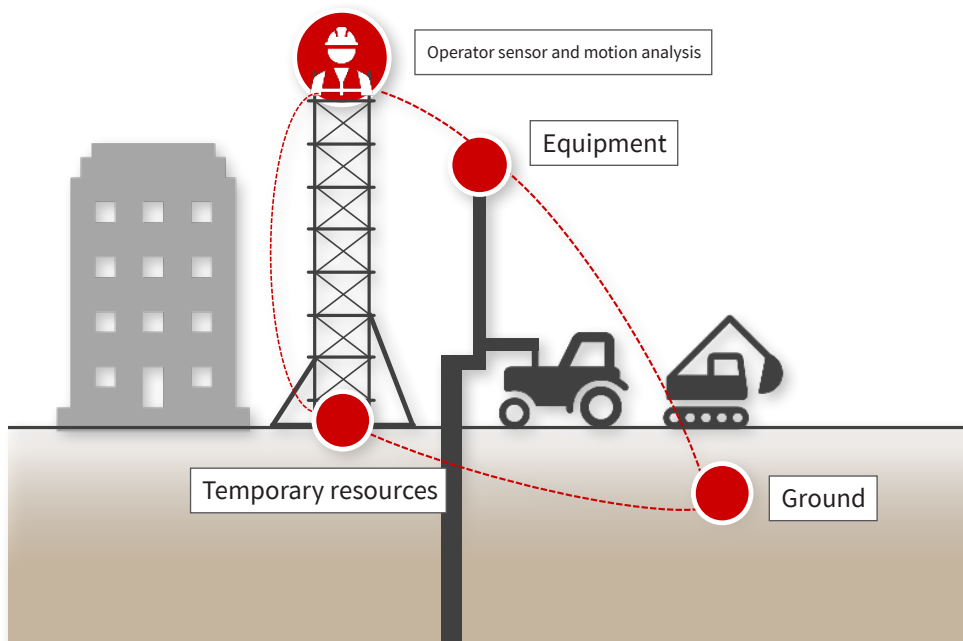 Operator sensor and motion analysis
Equipment
Temporary resources
Ground